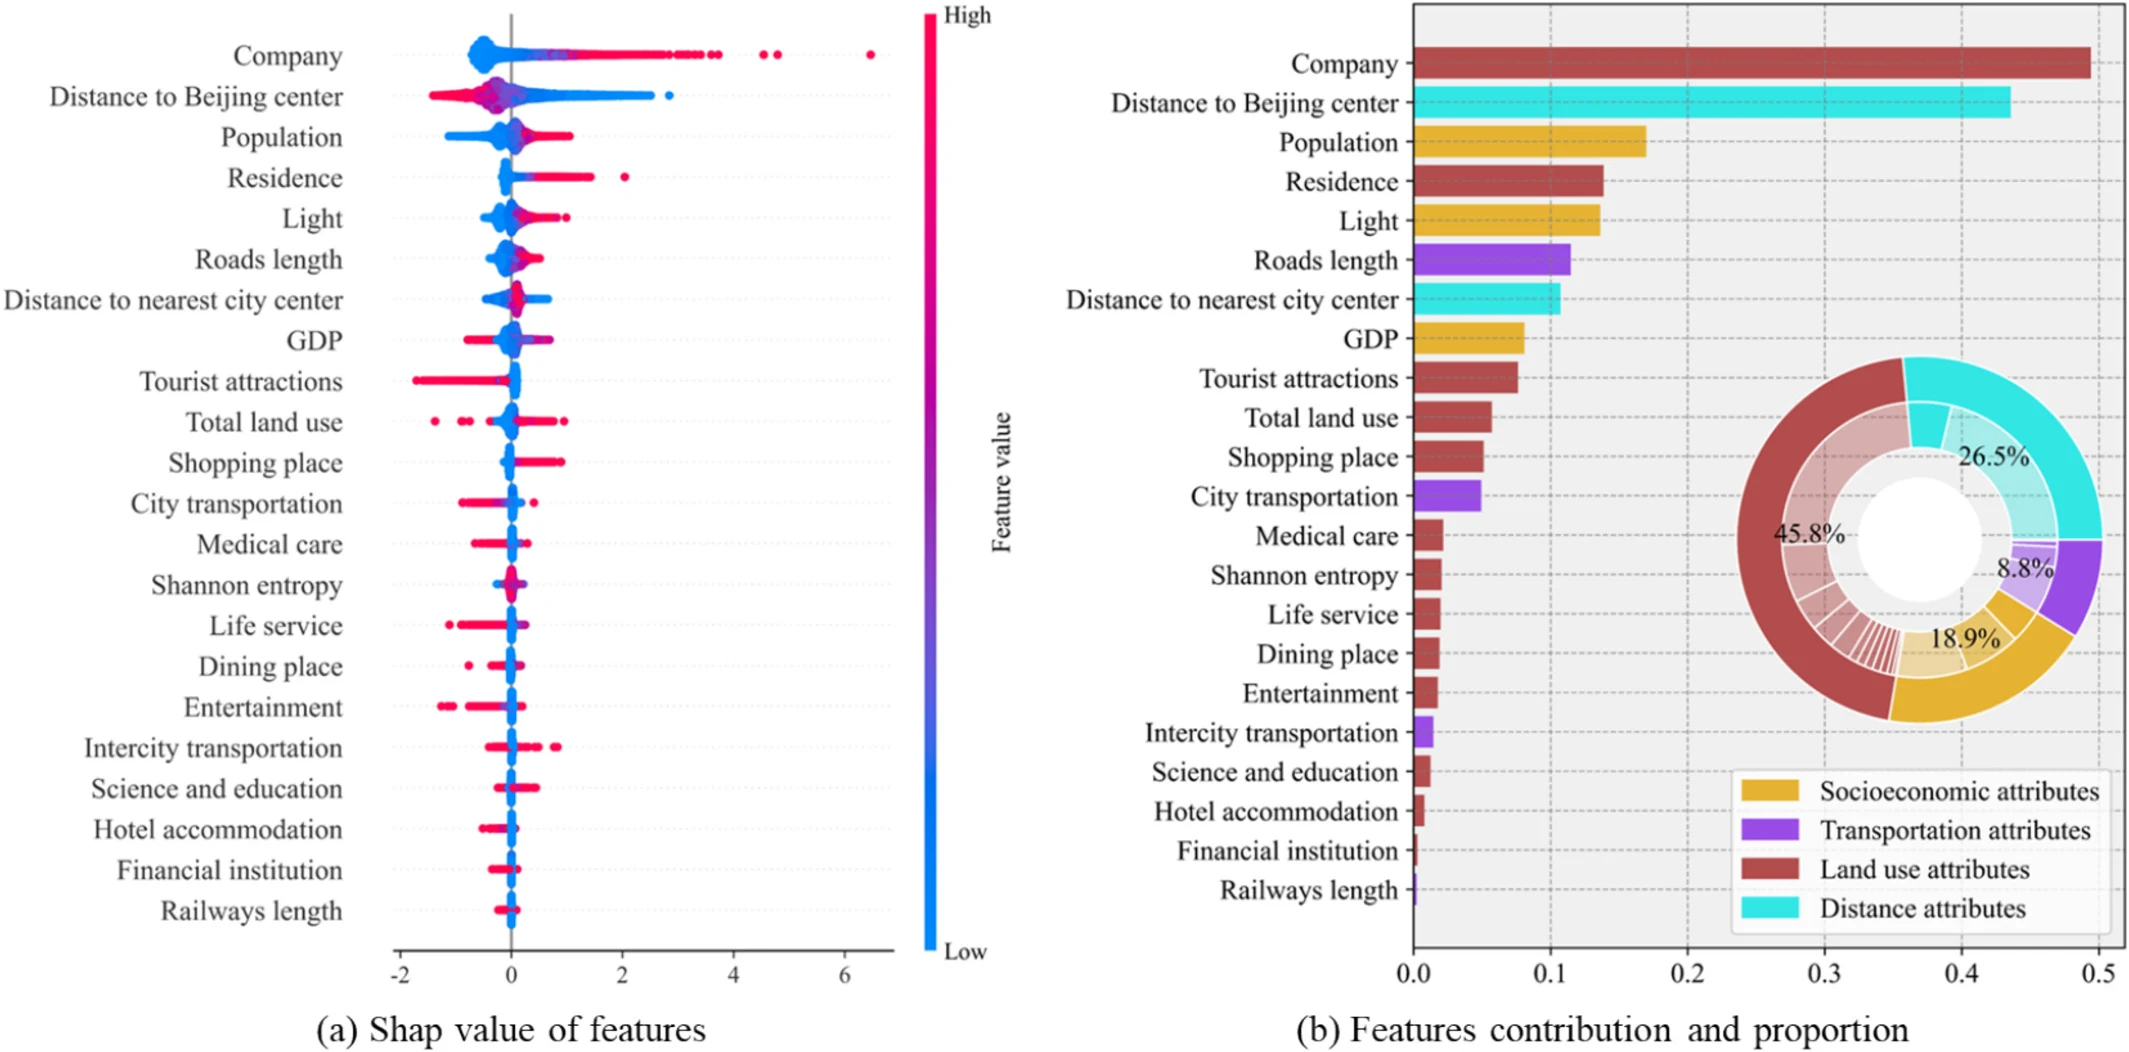 High
Company
Distance to Beijing center
Population
Residence
Light
Roads length
Distance to nearest city center
GDP
Tourist attractions
Total land use
Shopping place
City transportation
Medical care
Shannon entropy
Life service
Dining place
Entertainment
Intercity transportation
Science and education
Hotel accommodation
Financial institution
Railways length
Feature value
Low
-2 0 2 4 6
(a) Shap value of features
Company
Distance to Beijing center
Population
Residence
Light
Roads length
Distance to nearest city center
GDP
Tourist attractions
Total land use
Shopping place
City transportation
Medical care
Shannon entropy
Life service
Dining place
Entertainment
Intercity transportation
Science and education
Hotel accommodation
Financial institution
Railways length
26.5%
45.8%
8.8%
18.9%
Socioeconomic attributes
Transportation attributes
Land use attributes
Distance attributes
0.0 0.1 0.2 0.3 0.4 0.5
(b) Features contribution and proportion